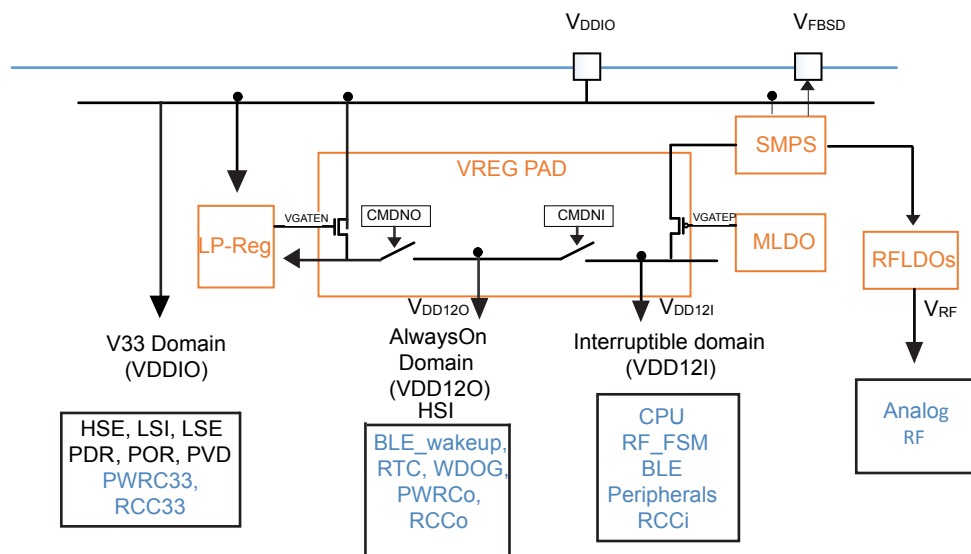 VDDIO
VFBSD
SMPS
VREG PAD
CMDNO
CMDNI
VGATEN
VGATEP
LP-Reg
MLDO
RFLDOs
VDD12O
VDD12I
VRF
V33 Domain
(VDDIO)
AlwaysOn
Domain
(VDD12O)
HSI
Interruptible domain
(VDD12I)
HSE, LSI, LSE
PDR, POR, PVD
PWRC33,
RCC33
BLE_wakeup,
RTC, WDOG,
PWRCo,
RCCo
CPU
RF_FSM
BLE
Peripherals
RCCi
Analog
RF